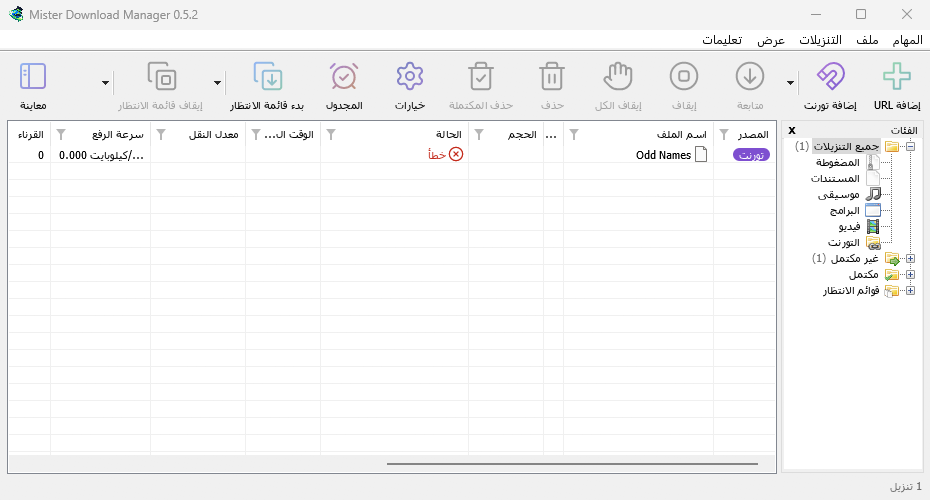 Mister Download Manager 0.5.2
المهام ملف التنزيلات عرض تعليمات
إضافة URL إضافة تورنت متابعة إيقاف إيقاف الكل حذف حذف المكتملة خيارات المجدول بدء قائمة الانتظار إيقاف قائمة الانتظار معاينة
الفئات x
جميع التنزيلات (1)
المضغوطة
المستندات
موسيقى
البرامج
فيديو
التورنت
غير مكتمل (1)
مكتمل
قوائم الانتظار
المصدر اسم الملف ... الحجم الحالة الوقت ال... معدل النقل سرعة الرفع القرناء
تورنت Odd Names خطأ 0.000 كيلوبايت/... 0
1 تنزيل